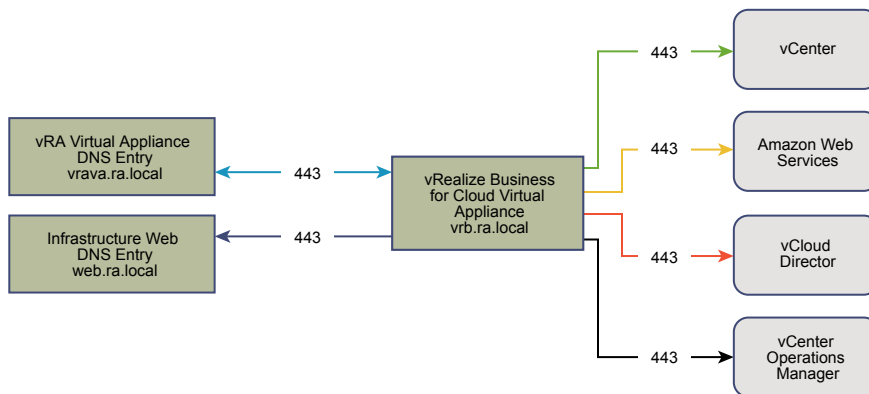 vRA Virtual Appliance
DNS Entry
vrava.ra.local
443
Infrastructure Web
DNS Entry
web.ra.local
443
vRealize Business
for Cloud Virtual
Appliance
vrb.ra.local
443
vCenter
443
Amazon Web
Services
443
vCloud
Director
443
vCenter
Operations
Manager